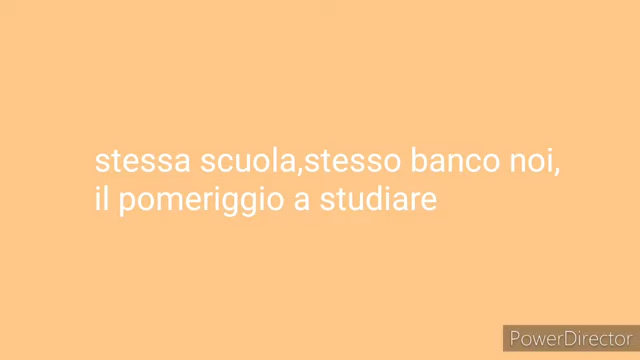 stessa scuola,stesso banco noi,
il pomeriggio a studiare
PowerDirector